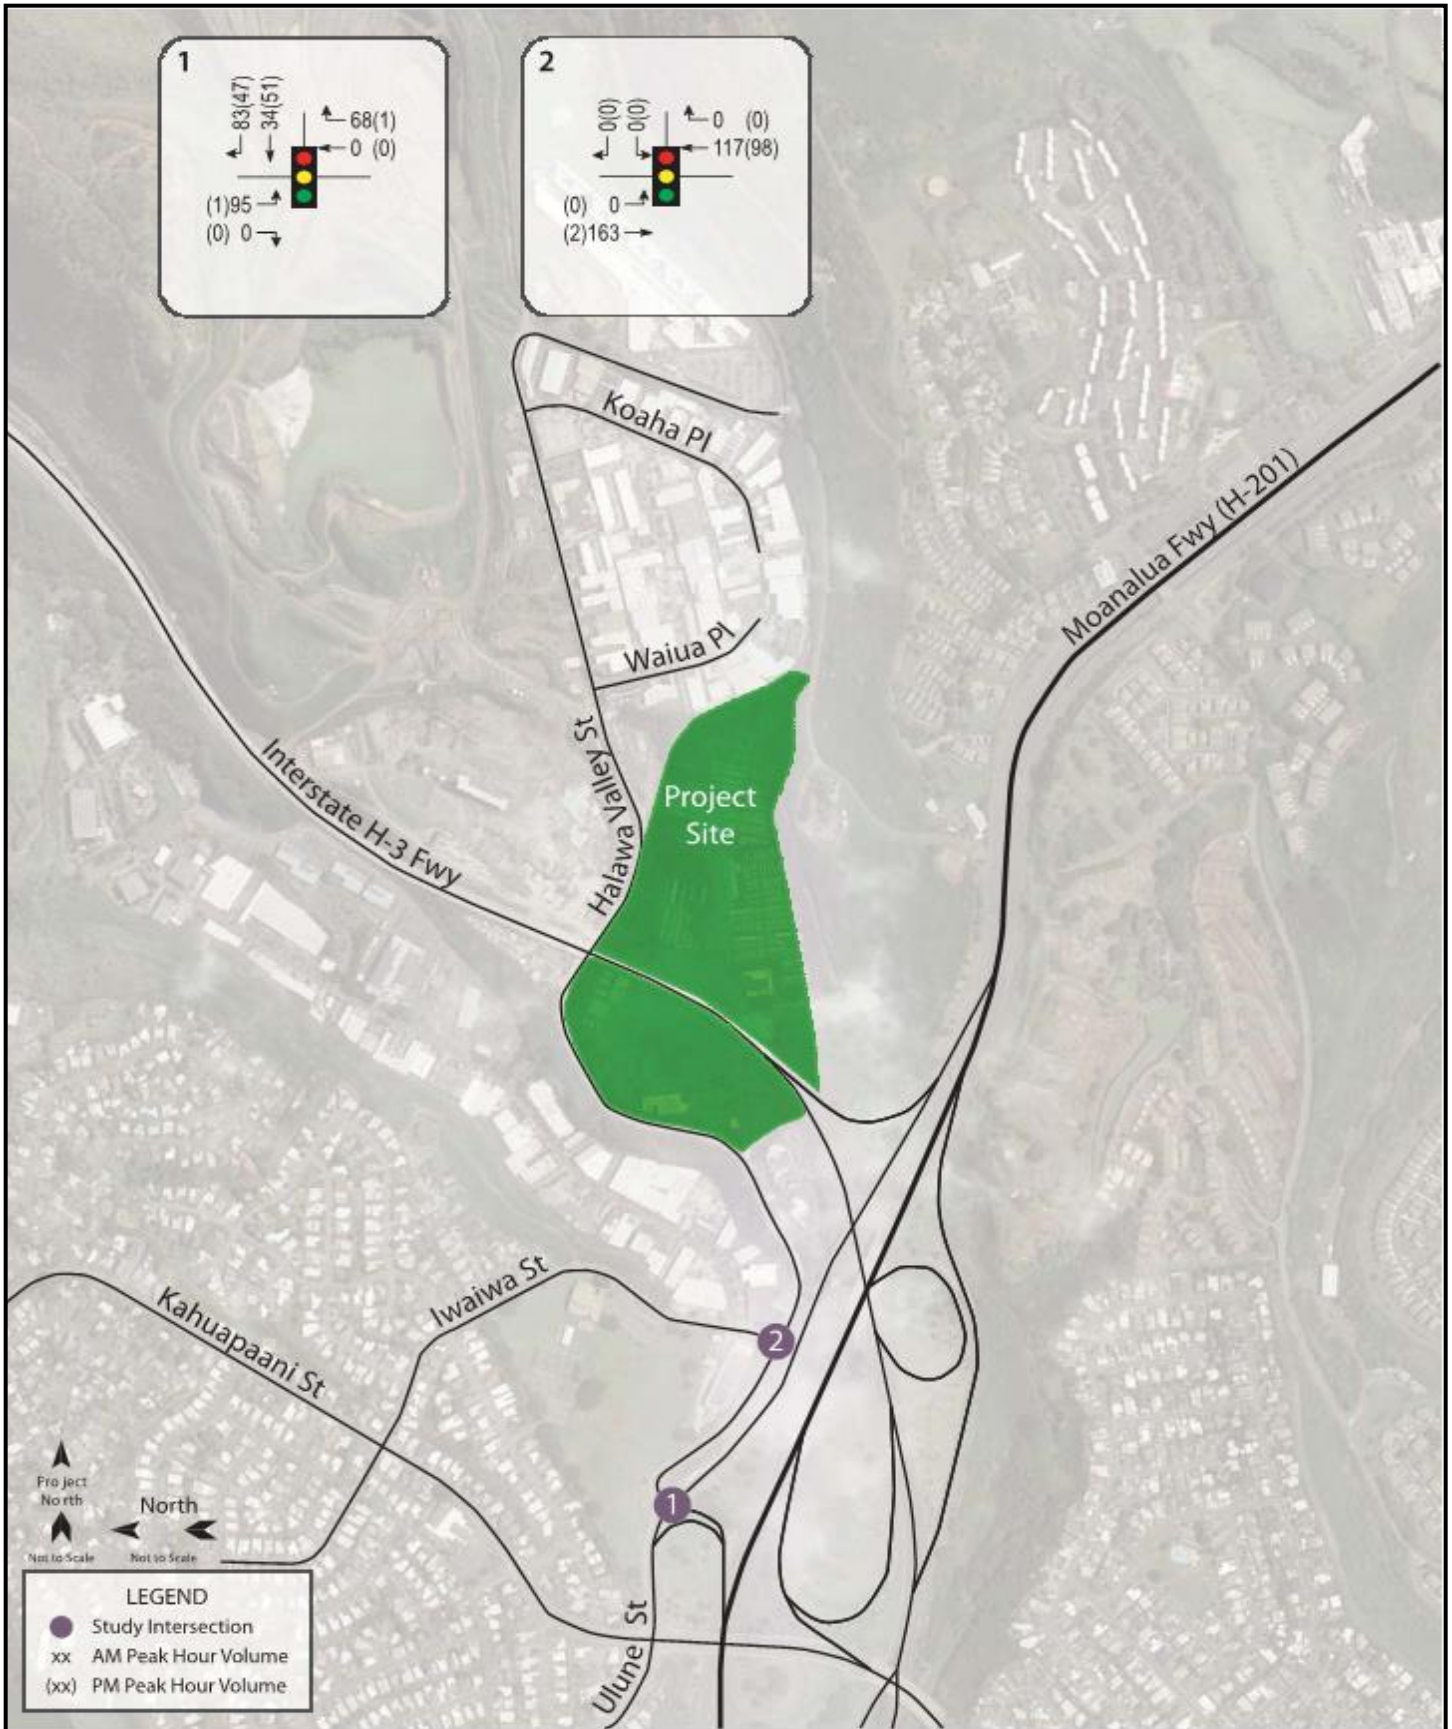 1
83(47)
34(51)
68(1)
0 (0)
(1)95
(0) 0
2
0(0)
0(0)
0 (0)
117(98)
(0) 0
(2)163
Koaha Pl
Moanalua Fwy (H-201)
Waiua Pl
Halawa Valley St
Interstate H-3 Fwy
Project
Site
Iwaiwa St
Kahuapaani St
2
1
Ulune St
Project
North
Not to Scale
North
Not to Scale
LEGEND
Study Intersection
xx AM Peak Hour Volume
(xx) PM Peak Hour Volume